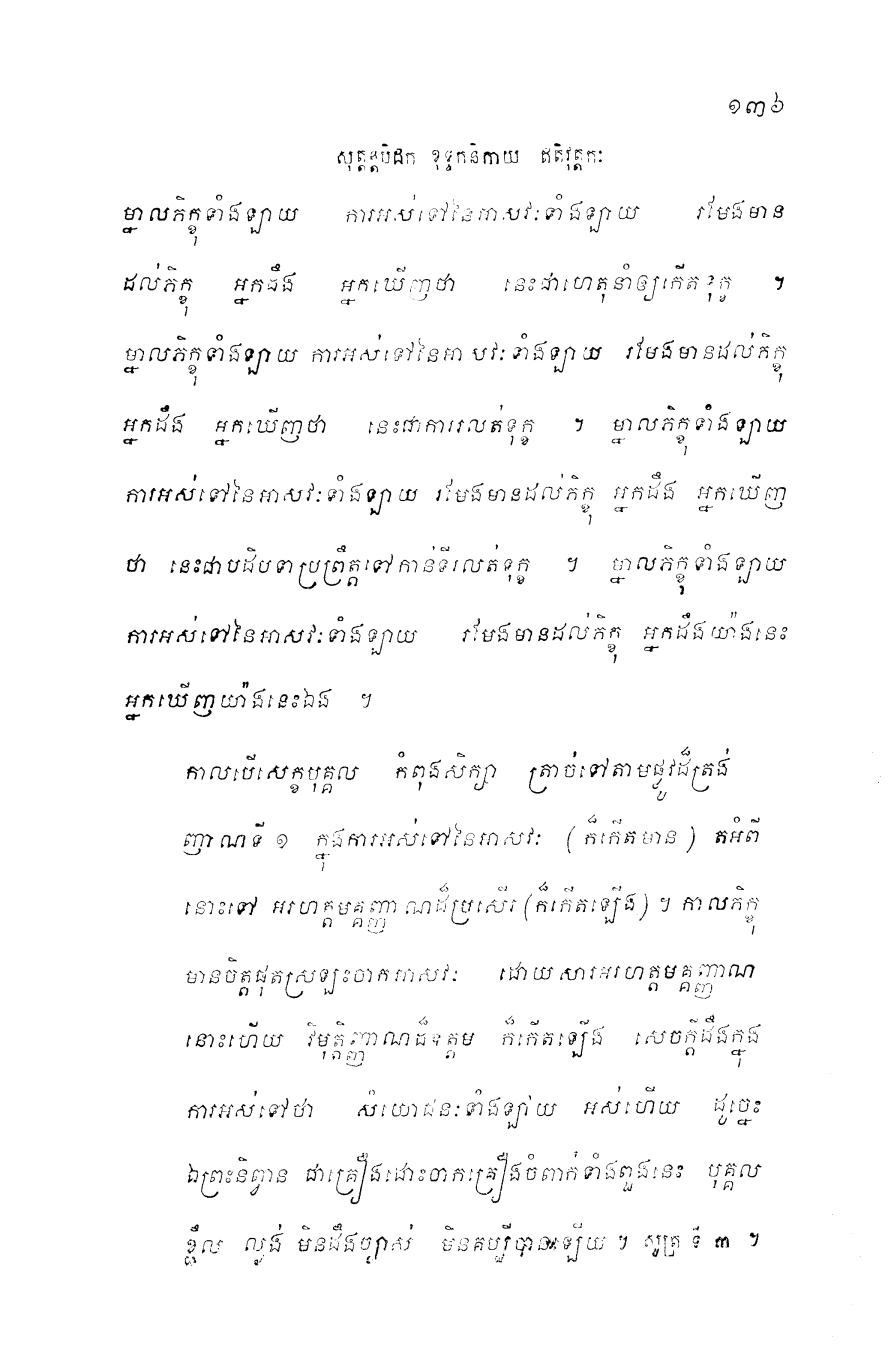 ១៣៦
សុត្តន្តបិដក ខុទ្ទកនិកាយ ឥតិវុត្តកៈ
ម្នាលភិក្ខុទាំងឡាយ ការអស់ទៅនៃអាសវៈទាំងឡាយ រមែងមាន
ដល់ភិក្ខុ អ្នកដឹង អ្នកឃើញថា នេះជាហេតុនាំឲ្យកើតទុក្ខ ។
ម្នាលភិក្ខុទាំងឡាយ ការអស់ទៅនៃអាសវៈទាំងឡាយ រមែងមានដល់ភិក្ខុ
អ្នកដឹង អ្នកឃើញថា នេះជាការរលត់ទុក្ខ ។ ម្នាលភិក្ខុទាំងឡាយ
ការអស់ទៅនៃអាសវៈទាំងឡាយ រមែងមានដល់ភិក្ខុ អ្នកដឹង អ្នកឃើញ
ថា នេះជាបដិបទាប្រព្រឹត្តទៅកាន់ទីរលត់ទុក្ខ ។ ម្នាលភិក្ខុទាំងឡាយ
ការអស់ទៅនៃអាសវៈទាំងឡាយ រមែងមានដល់ភិក្ខុ អ្នកដឹងយ៉ាងនេះ
អ្នកឃើញយ៉ាងនេះឯង ។
កាលបើសេក្ខបុគ្គល កំពុងសិក្សា ត្រាច់ទៅតាមផ្លូវដ៏ត្រង់
ញាណទី ១ ក្នុងការអស់ទៅនៃអាសវៈ (ក៏កើតមាន) តអំពី
នោះទៅ អរហត្តមគ្គញ្ញាណដ៏ប្រសើរ (ក៏កើតឡើង) ។ កាលភិក្ខុ
មានចិត្តផុតស្រឡះចាកអាសវៈ ដោយសារអរហត្តមគ្គញ្ញាណ
នោះហើយ វិមុត្តិញ្ញាណដ៏ឧត្តម ក៏កើតឡើង សេចក្តីដឹងក្នុង
ការអស់ទៅថា សំយោជនៈទាំងឡាយ អស់ហើយ ដូច្នេះ
ឯព្រះនិព្វាន ជាគ្រឿងដោះចាកគ្រឿងចំពាក់ទាំងពួងនេះ បុគ្គល
ខ្ជិល ល្ងង់ មិនដឹងច្បាស់ មិនគប្បីបានឡើយ ។ សូត្រ ទី ៣ ។